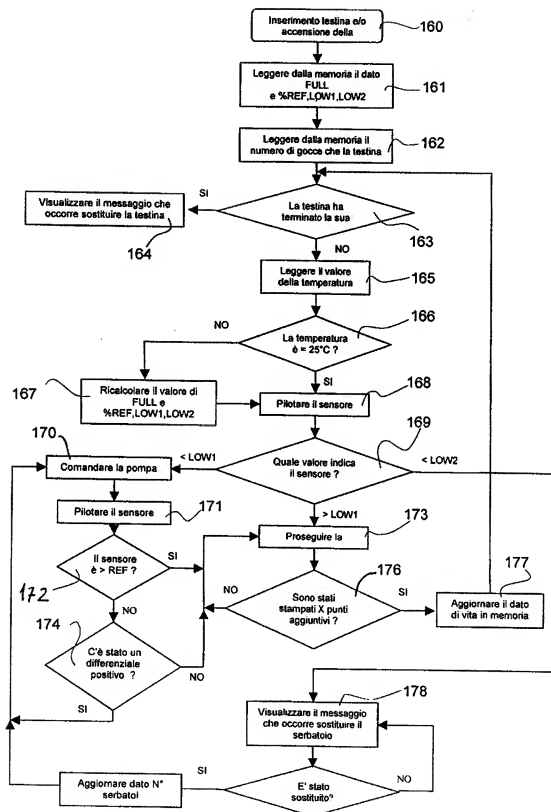 Inserimento testina e/o
accensione della
160
Leggere dalla memoria il dato
FULL
e %REF,LOW1,LOW2
161
Leggere dalla memoria il
numero di gocce che la testina
162
SI
Visualizzare il messaggio che
occorre sostituire la testina
164
La testina ha
terminato la sua
163
NO
Leggere il valore
della temperatura
165
NO
La temperatura
è = 25°C ?
166
SI
167
Ricalcolare il valore di
FULL e
%REF,LOW1,LOW2
Pilotare il sensore
168
169
170
< LOW1
Quale valore indica
il sensore ?
< LOW2
Comandare la pompa
> LOW1
Pilotare il sensore
171
Proseguire la
173
Il sensore
è > REF ?
SI
172
NO
NO
Sono stati
stampati X punti
aggiuntivi ?
176
SI
177
Aggiornare il dato
di vita in memoria
174
C'è stato un
differenziale
positivo ?
NO
SI
178
Visualizzare il messaggio
che occorre sostituire il
serbatoio
Aggiornare dato N°
serbatoi
SI
E' stato
sostituito?
NO